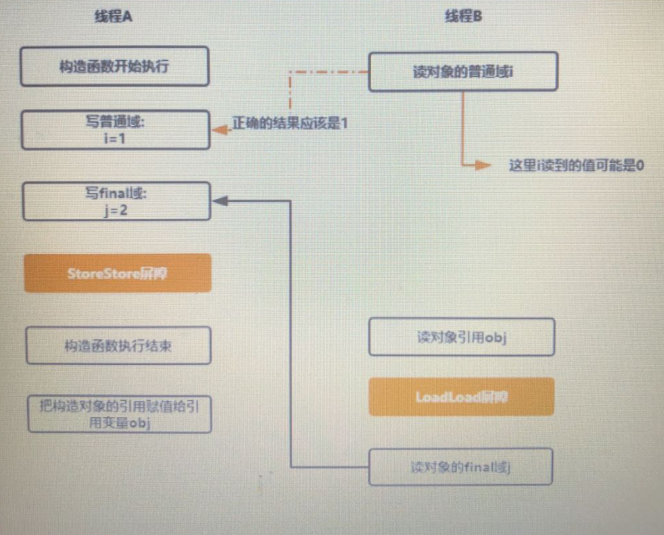 线程A
线程B
构造函数开始执行
读对象的普通域i
写普通域:
i=1
正确的结果应该是1
这里i读到的值可能是0
写final域:
j=2
StoreStore屏障
构造函数执行结束
读对象引用obj
把构造对象的引用赋值给引
用变量obj
LoadLoad屏障
读对象的final域j